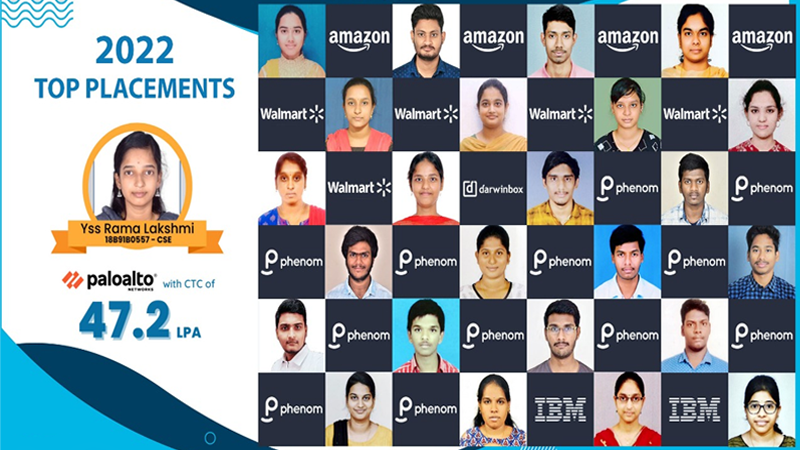 2022
TOP PLACEMENTS
Yss Rama Lakshmi
18B91B0557 - CSE
paloalto®
NETWORKS
with CTC of
47.2 LPA
amazon amazon amazon amazon
Walmart Walmart Walmart Walmart
Walmart darwinbox phenom phenom
phenom phenom phenom phenom
phenom phenom phenom phenom
phenom phenom IBM IBM